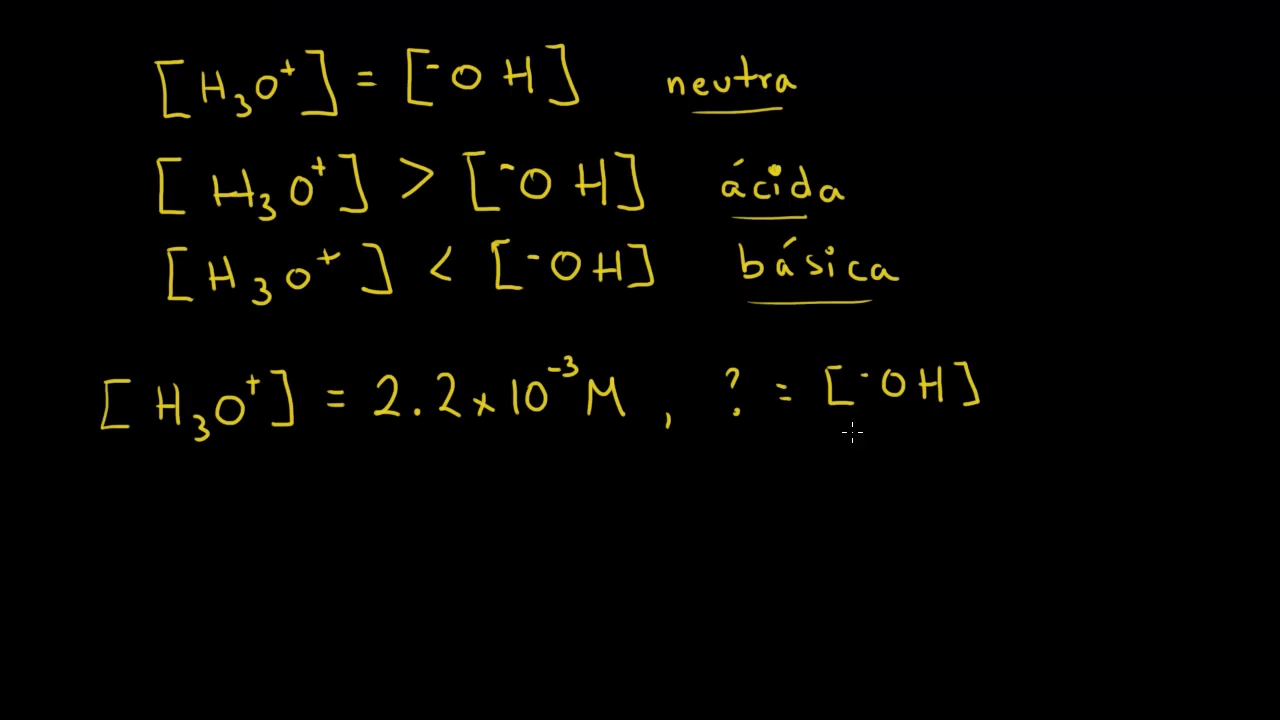 [H₃O⁺] = [⁻OH] neutra
[H₃O⁺] > [⁻OH] ácida
[H₃O⁺] < [⁻OH] básica
[H₃O⁺] = 2.2 x 10⁻³ M , ? = [⁻OH]